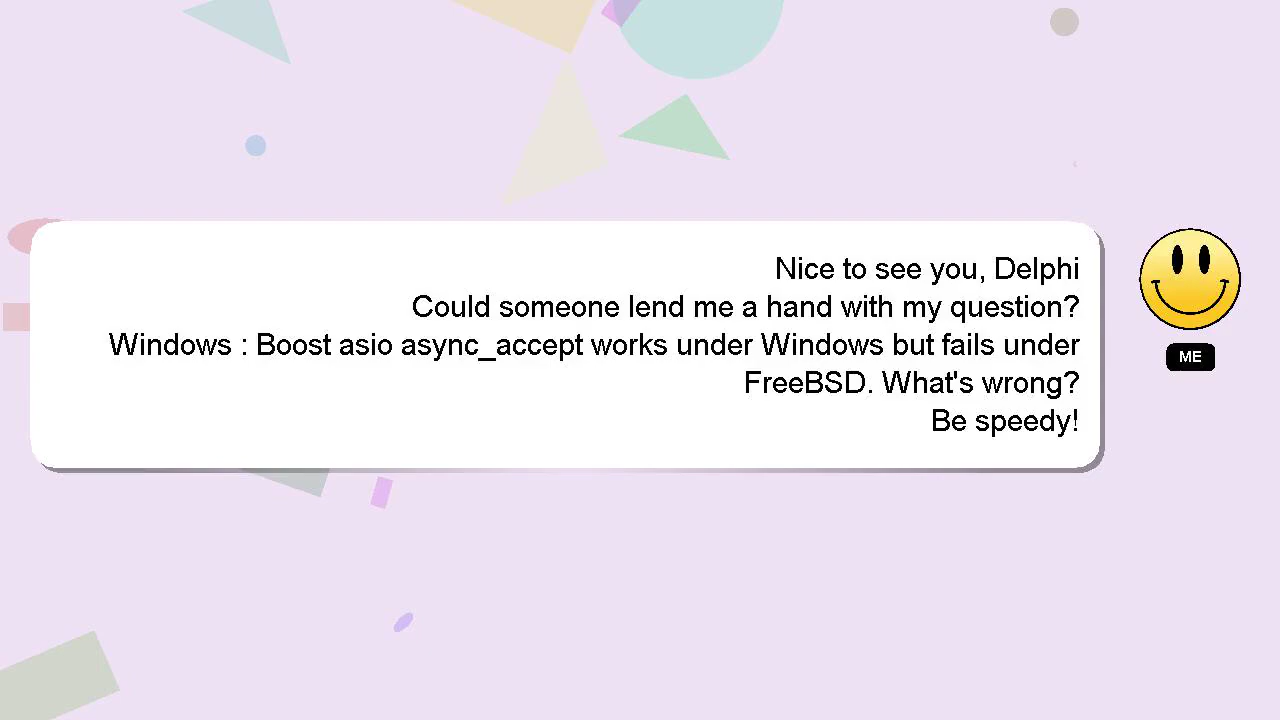 Nice to see you, Delphi
Could someone lend me a hand with my question?
Windows : Boost asio async_accept works under Windows but fails under
FreeBSD. What's wrong?
Be speedy!
ME